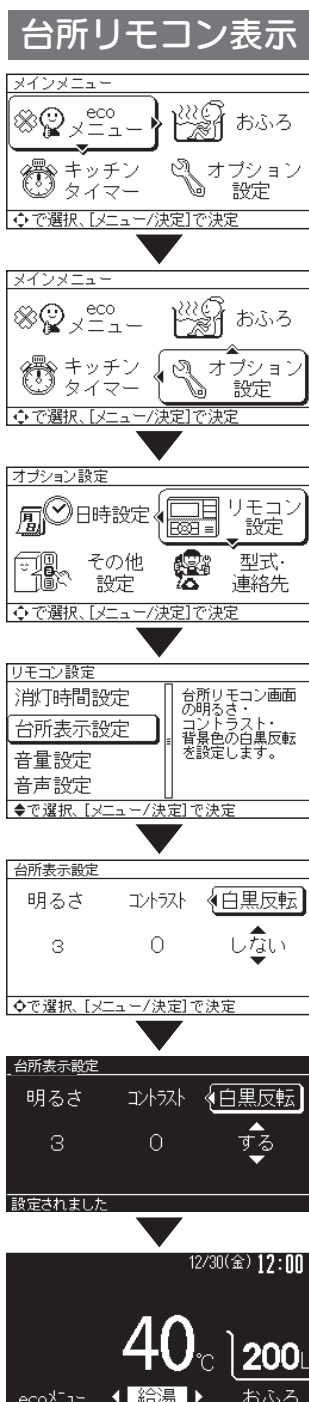 台所リモコン表示
メインメニュー
eco
メニュー
おふろ
キッチン
タイマー
オプション
設定
で選択、[メニュー/決定]で決定
メインメニュー
eco
メニュー
おふろ
キッチン
タイマー
オプション
設定
で選択、[メニュー/決定]で決定
オプション設定
月
日
日時設定
リモコン
設定
その他
設定
型式・
連絡先
で選択、[メニュー/決定]で決定
リモコン設定
消灯時間設定
台所表示設定
音量設定
音声設定
台所リモコン画面
の明るさ・
コントラスト・
背景色の白黒反転
を設定します。
で選択、[メニュー/決定]で決定
台所表示設定
明るさ コントラスト 白黒反転
3 0 しない
で選択、[メニュー/決定]で決定
台所表示設定
明るさ コントラスト 白黒反転
3 0 する
設定されました
12/30(金) 12:00
40℃ 200L
ecoメニュー 給湯 おふろ